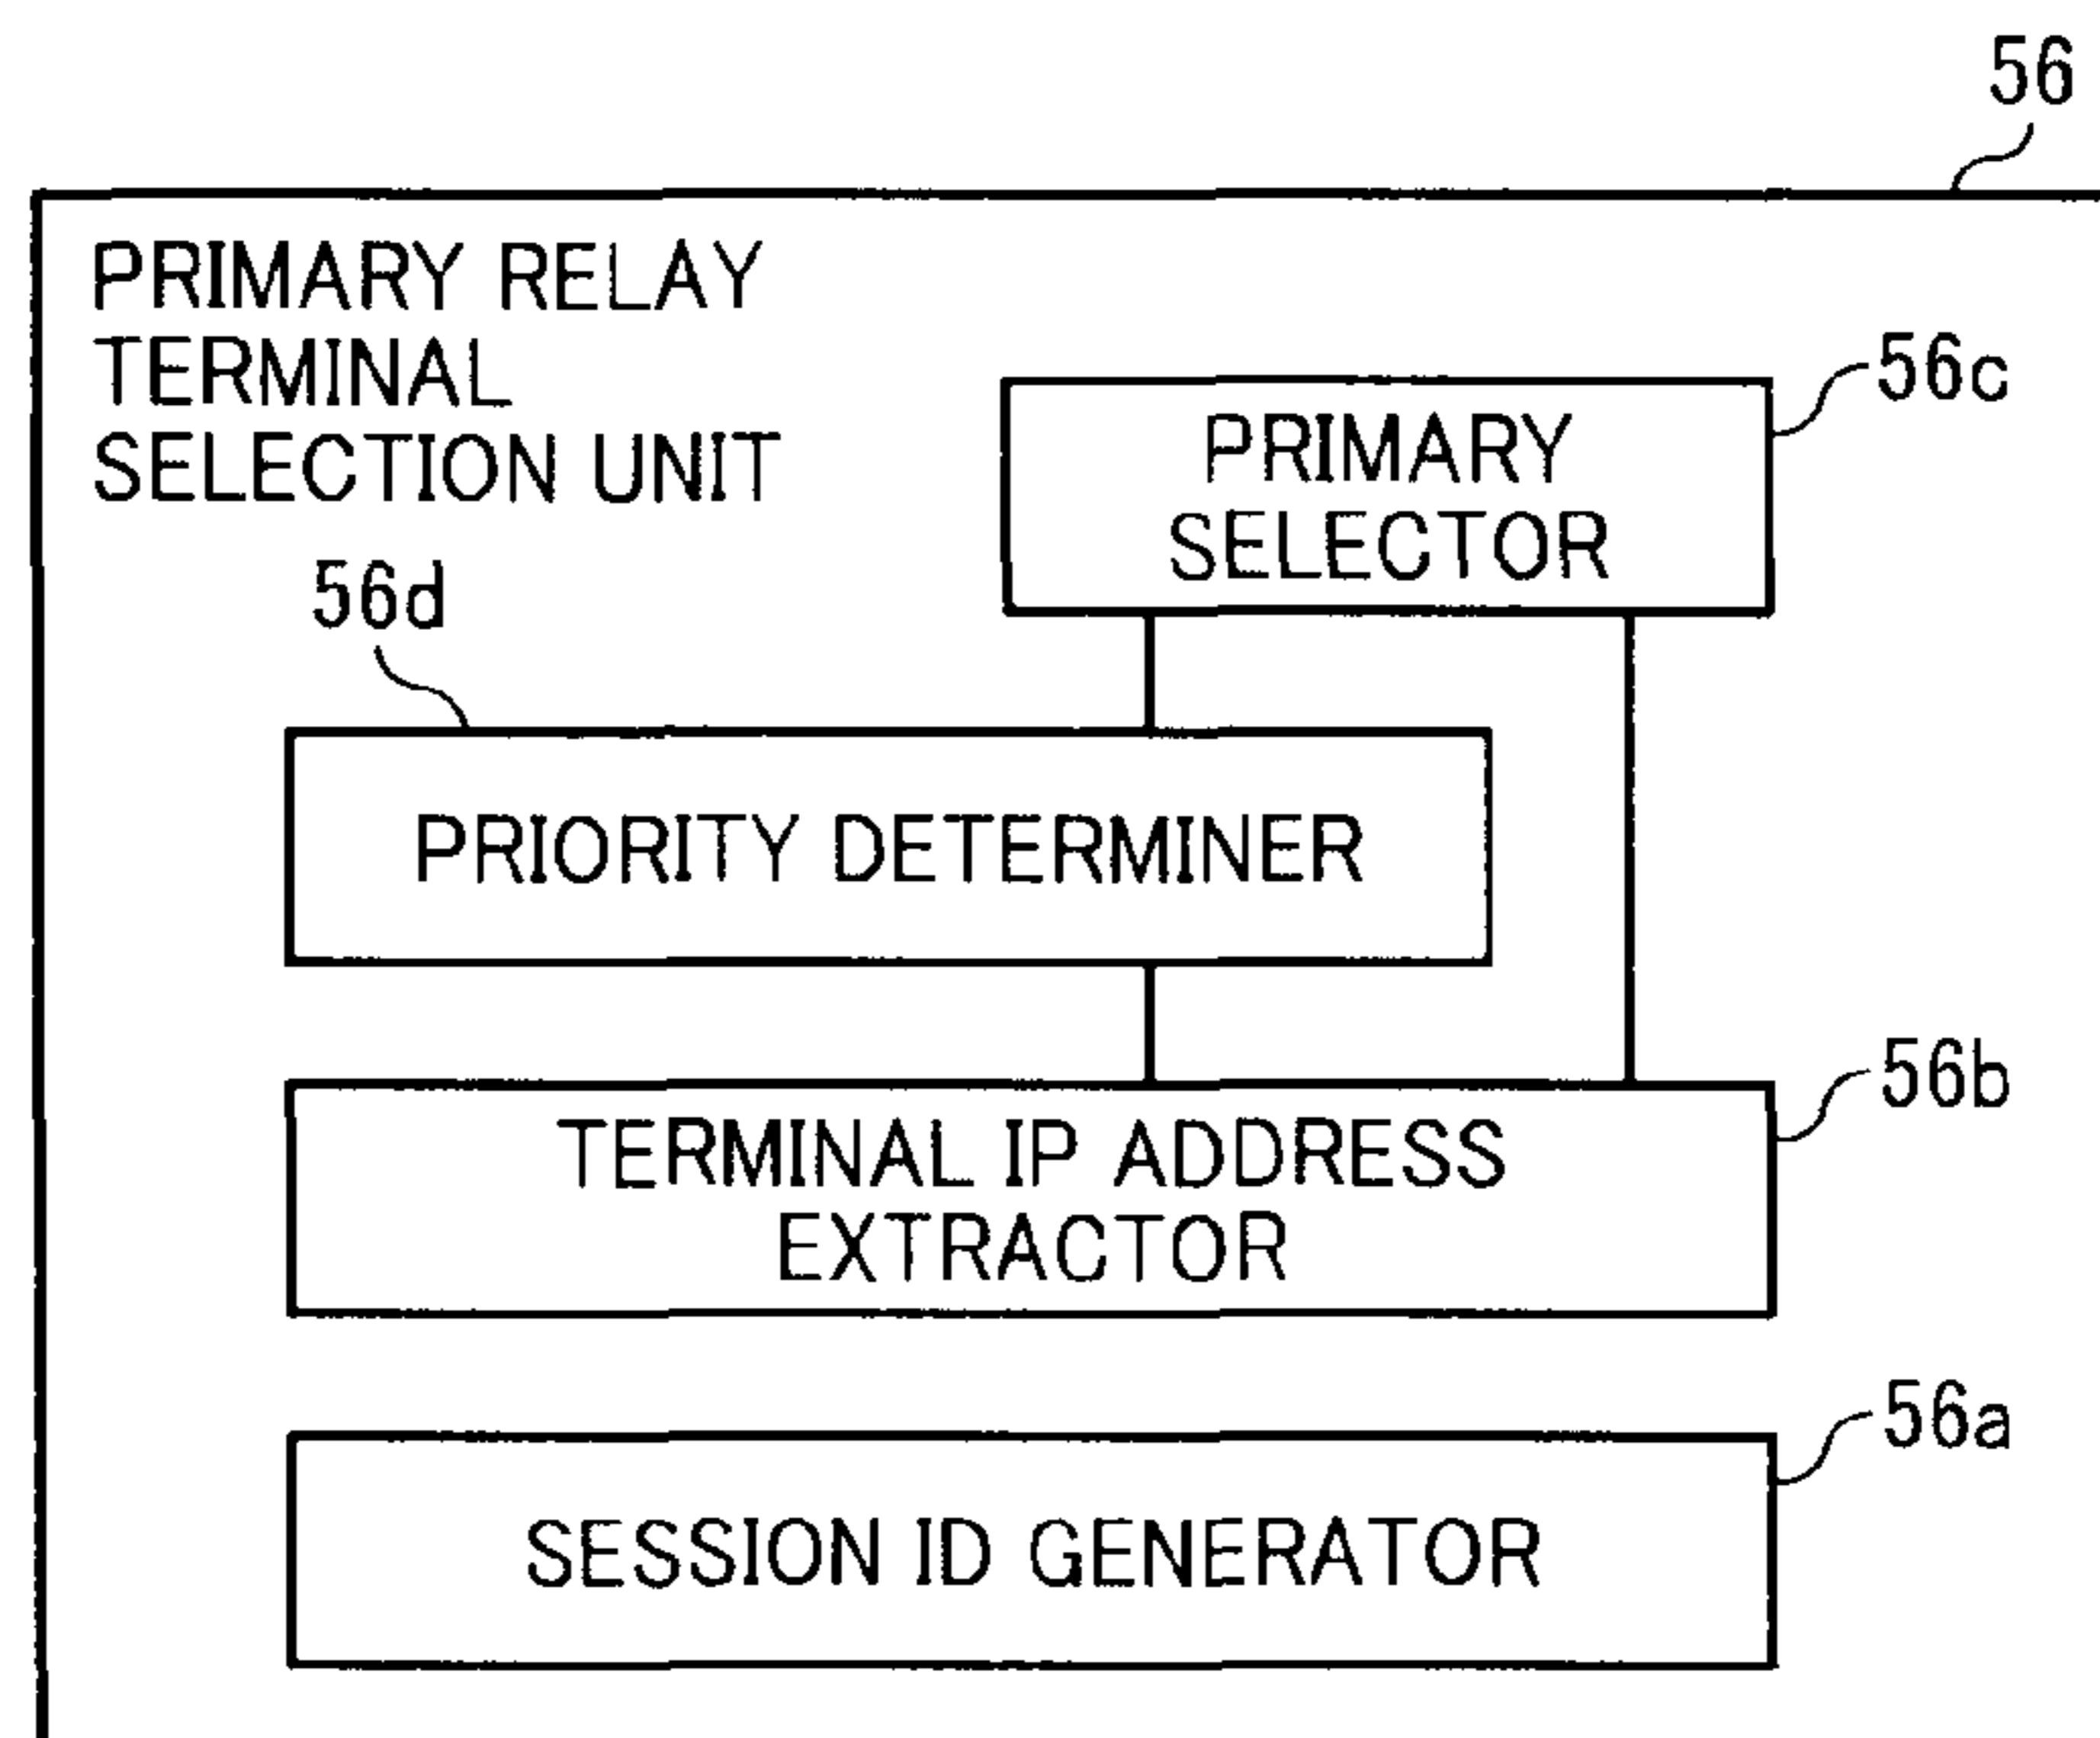 56
PRIMARY RELAY
TERMINAL
SELECTION UNIT
56c
PRIMARY
SELECTOR
56d
PRIORITY DETERMINER
56b
TERMINAL IP ADDRESS
EXTRACTOR
56a
SESSION ID GENERATOR